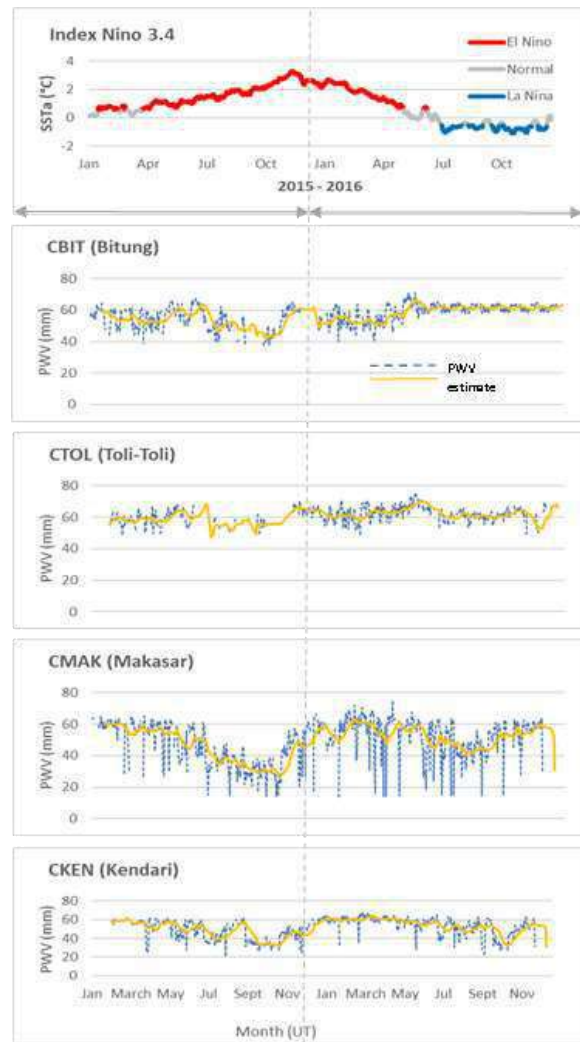 Index Nino 3.4
El Nino
Normal
La Nina
SSTa (°C)
4
2
0
-2
Jan Apr Jul Oct Jan Apr Jul Oct
2015 - 2016
CBIT (Bitung)
PWV (mm)
80
60
40
20
0
PWV
estimate
CTOL (Toli-Toli)
PWV (mm)
80
60
40
20
0
CMAK (Makasar)
PWV (mm)
80
60
40
20
0
CKEN (Kendari)
PWV (mm)
80
60
40
20
0
Jan March May Jul Sept Nov Jan March May Jul Sept Nov
Month (UT)